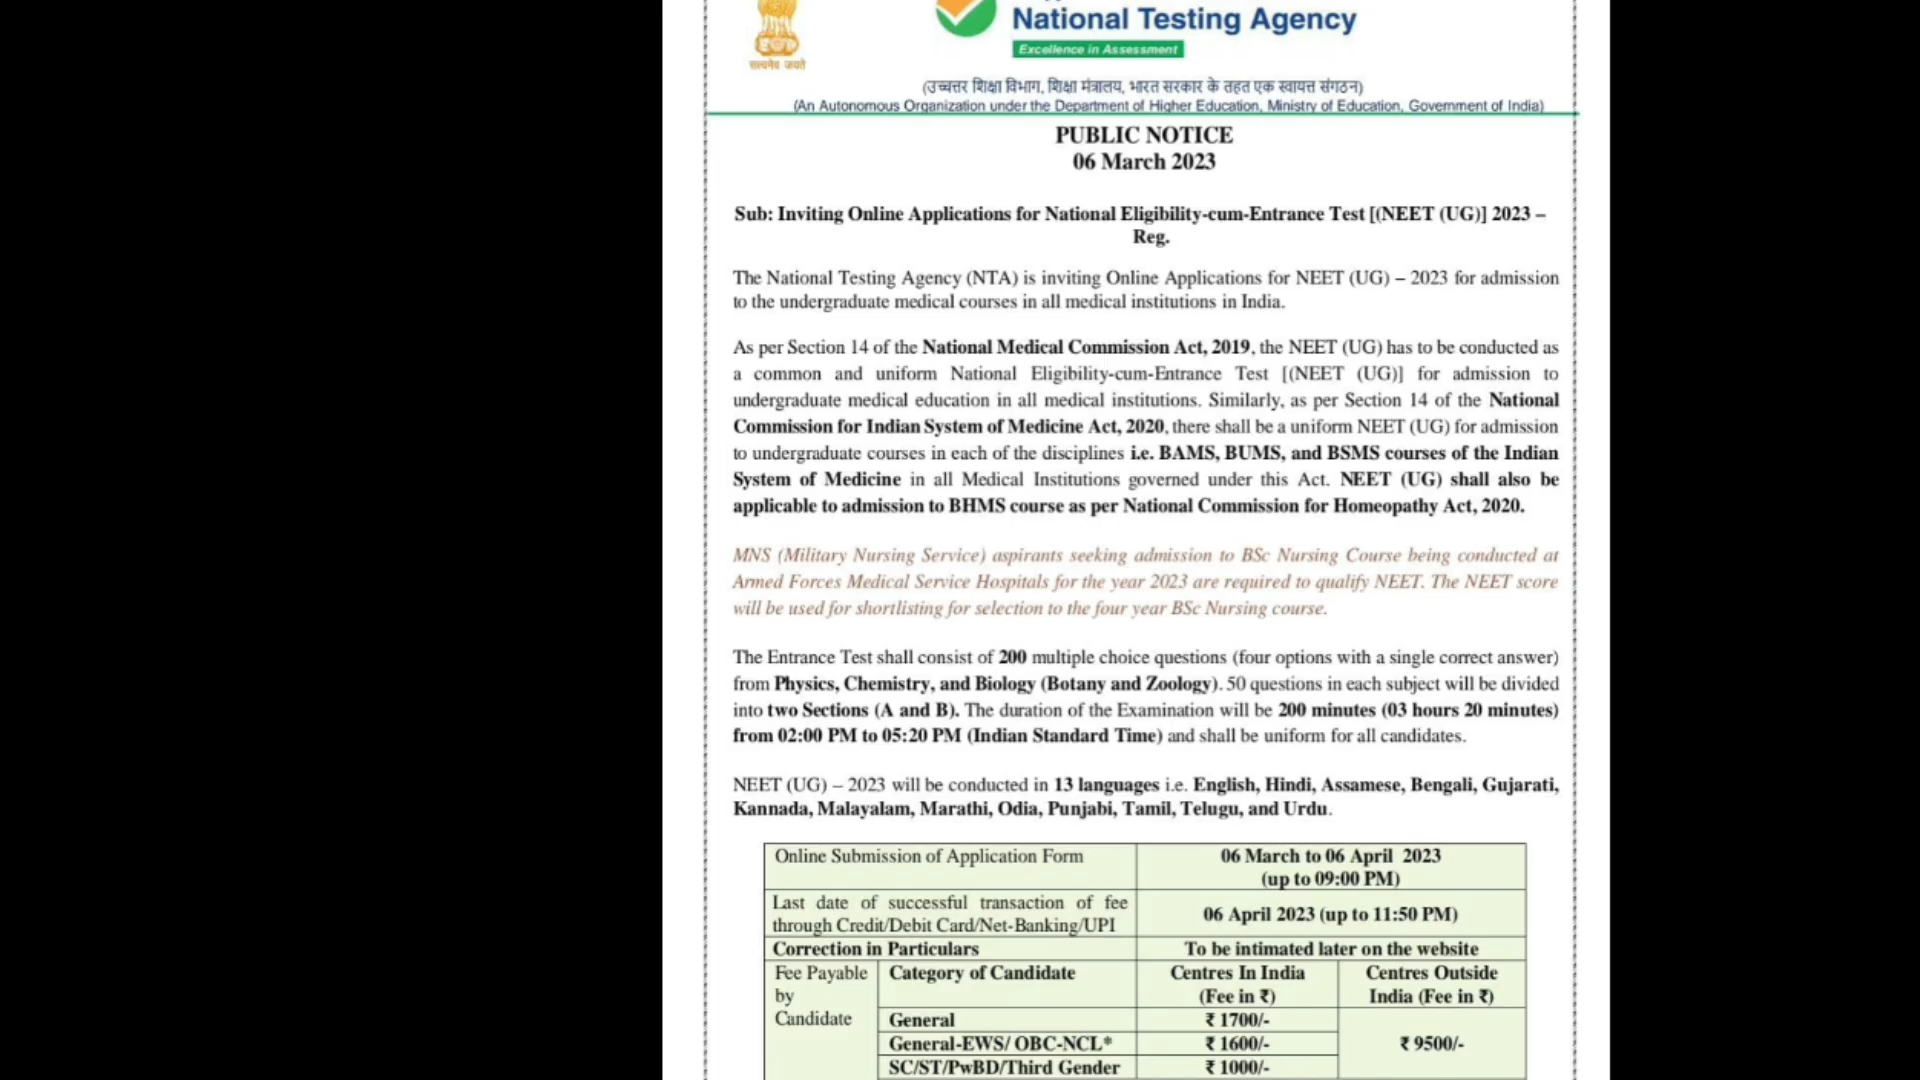 National Testing Agency
Excellence in Assessment
सत्यमेव जयते
(उच्चतर शिक्षा विभाग, शिक्षा मंत्रालय, भारत सरकार के तहत एक स्वायत्त संगठन)
(An Autonomous Organization under the Department of Higher Education, Ministry of Education, Government of India)
PUBLIC NOTICE
06 March 2023
Sub: Inviting Online Applications for National Eligibility-cum-Entrance Test [(NEET (UG)] 2023 –
Reg.
The National Testing Agency (NTA) is inviting Online Applications for NEET (UG) – 2023 for admission
to the undergraduate medical courses in all medical institutions in India.
As per Section 14 of the National Medical Commission Act, 2019, the NEET (UG) has to be conducted as
a common and uniform National Eligibility-cum-Entrance Test [(NEET (UG)] for admission to
undergraduate medical education in all medical institutions. Similarly, as per Section 14 of the National
Commission for Indian System of Medicine Act, 2020, there shall be a uniform NEET (UG) for admission
to undergraduate courses in each of the disciplines i.e. BAMS, BUMS, and BSMS courses of the Indian
System of Medicine in all Medical Institutions governed under this Act. NEET (UG) shall also be
applicable to admission to BHMS course as per National Commission for Homeopathy Act, 2020.
MNS (Military Nursing Service) aspirants seeking admission to BSc Nursing Course being conducted at
Armed Forces Medical Service Hospitals for the year 2023 are required to qualify NEET. The NEET score
will be used for shortlisting for selection to the four year BSc Nursing course.
The Entrance Test shall consist of 200 multiple choice questions (four options with a single correct answer)
from Physics, Chemistry, and Biology (Botany and Zoology). 50 questions in each subject will be divided
into two Sections (A and B). The duration of the Examination will be 200 minutes (03 hours 20 minutes)
from 02:00 PM to 05:20 PM (Indian Standard Time) and shall be uniform for all candidates.
NEET (UG) – 2023 will be conducted in 13 languages i.e. English, Hindi, Assamese, Bengali, Gujarati,
Kannada, Malayalam, Marathi, Odia, Punjabi, Tamil, Telugu, and Urdu.
Online Submission of Application Form
06 March to 06 April 2023
(up to 09:00 PM)
Last date of successful transaction of fee
through Credit/Debit Card/Net-Banking/UPI
06 April 2023 (up to 11:50 PM)
Correction in Particulars
To be intimated later on the website
Fee Payable
by
Candidate
Category of Candidate
Centres In India
(Fee in ₹)
Centres Outside
India (Fee in ₹)
General
₹ 1700/-
General-EWS/ OBC-NCL*
₹ 1600/-
₹ 9500/-
SC/ST/PwBD/Third Gender
₹ 1000/-